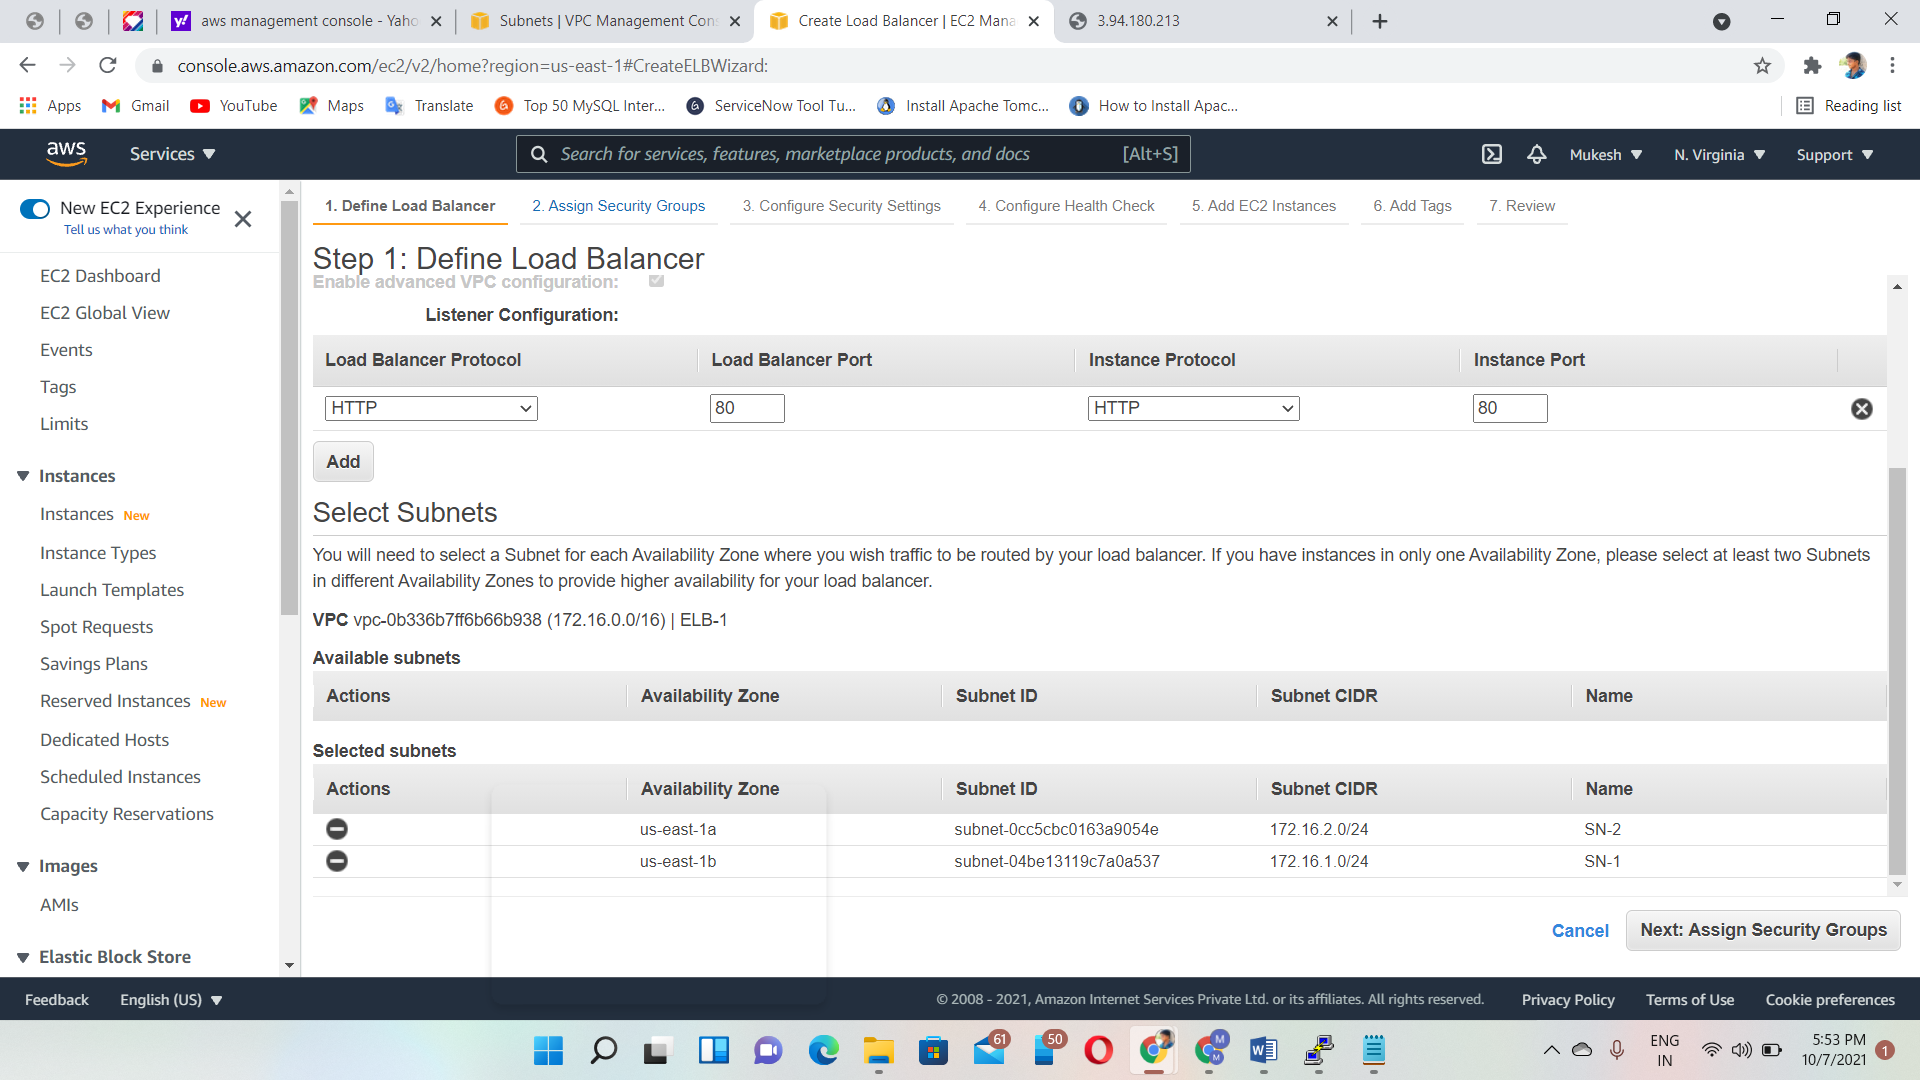 aws management console - Yaho
Subnets | VPC Management Con
Create Load Balancer | EC2 Mana
3.94.180.213
console.aws.amazon.com/ec2/v2/home?region=us-east-1#CreateELBWizard:
Apps
Gmail
YouTube
Maps
Translate
Top 50 MySQL Inter...
ServiceNow Tool Tu...
Install Apache Tomc...
How to Install Apac...
Reading list
aws
Services
Search for services, features, marketplace products, and docs
[Alt+S]
Mukesh
N. Virginia
Support
New EC2 Experience
Tell us what you think
EC2 Dashboard
EC2 Global View
Events
Tags
Limits
Instances
Instances New
Instance Types
Launch Templates
Spot Requests
Savings Plans
Reserved Instances New
Dedicated Hosts
Scheduled Instances
Capacity Reservations
Images
AMIs
Elastic Block Store
1. Define Load Balancer
2. Assign Security Groups
3. Configure Security Settings
4. Configure Health Check
5. Add EC2 Instances
6. Add Tags
7. Review
Step 1: Define Load Balancer
Enable advanced VPC configuration:
Listener Configuration:
Load Balancer Protocol
Load Balancer Port
Instance Protocol
Instance Port
HTTP
80
HTTP
80
Add
Select Subnets
You will need to select a Subnet for each Availability Zone where you wish traffic to be routed by your load balancer. If you have instances in only one Availability Zone, please select at least two Subnets
in different Availability Zones to provide higher availability for your load balancer.
VPC vpc-0b336b7ff6b66b938 (172.16.0.0/16) | ELB-1
Available subnets
Actions
Availability Zone
Subnet ID
Subnet CIDR
Name
Selected subnets
Actions
Availability Zone
Subnet ID
Subnet CIDR
Name
us-east-1a
subnet-0cc5cbc0163a9054e
172.16.2.0/24
SN-2
us-east-1b
subnet-04be13119c7a0a537
172.16.1.0/24
SN-1
Cancel
Next: Assign Security Groups
Feedback
English (US)
© 2008 - 2021, Amazon Internet Services Private Ltd. or its affiliates. All rights reserved.
Privacy Policy
Terms of Use
Cookie preferences
61
50
M
M
ENG
IN
5:53 PM
10/7/2021
1